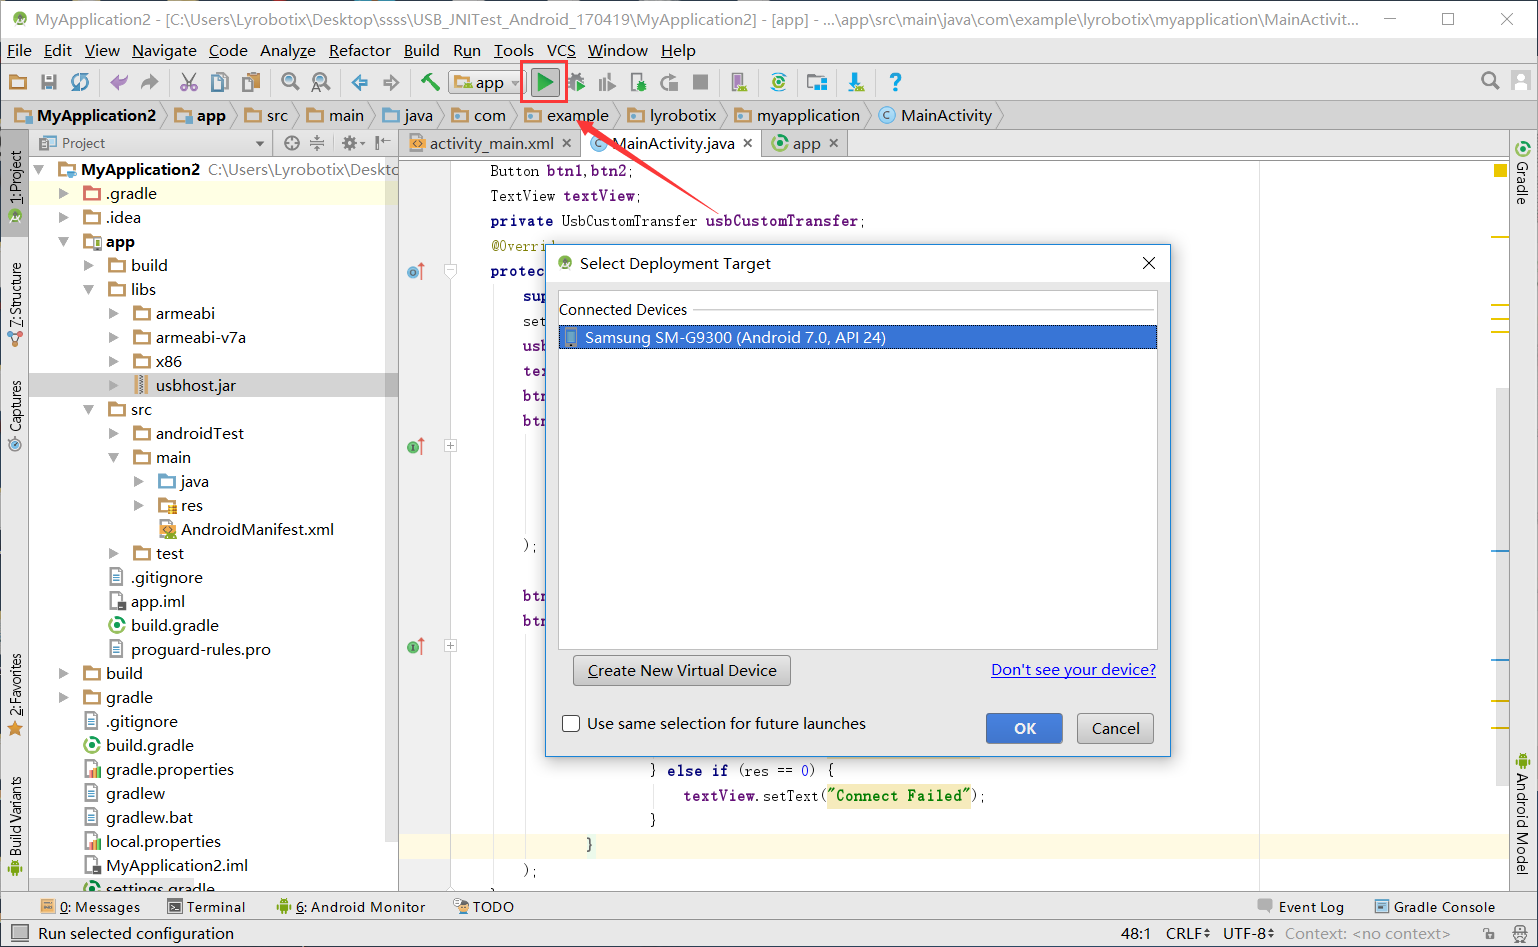 MyApplication2 - [C:\Users\Lyrobotix\Desktop\ssss\USB_JNITest_Android_170419\MyApplication2] - [app] - ...\app\src\main\java\com\example\lyrobotix\myapplication\MainActivit...
File Edit View Navigate Code Analyze Refactor Build Run Tools VCS Window Help
app
MyApplication2 app src main java com example lyrobotix myapplication MainActivity
Project
activity_main.xml MainActivity.java app
1: Project
7: Structure
Captures
2: Favorites
Build Variants
MyApplication2 C:\Users\Lyrobotix\Deskto
.gradle
.idea
app
build
libs
armeabi
armeabi-v7a
x86
usbhost.jar
src
androidTest
main
java
res
AndroidManifest.xml
test
.gitignore
app.iml
build.gradle
proguard-rules.pro
build
gradle
.gitignore
build.gradle
gradle.properties
gradlew
gradlew.bat
local.properties
MyApplication2.iml
settings.gradle
Button btn1,btn2;
TextView textView;
private UsbCustomTransfer usbCustomTransfer;
@Overri
protec
sup
set
usb
tex
btn
btn
);
btn
btn
} else if (res == 0) {
textView.setText("Connect Failed");
}
}
);
Select Deployment Target
Connected Devices
Samsung SM-G9300 (Android 7.0, API 24)
Create New Virtual Device
Don't see your device?
Use same selection for future launches
OK Cancel
Gradle
Android Model
0: Messages Terminal 6: Android Monitor TODO Event Log Gradle Console
Run selected configuration 48:1 CRLF UTF-8 Context: <no context>